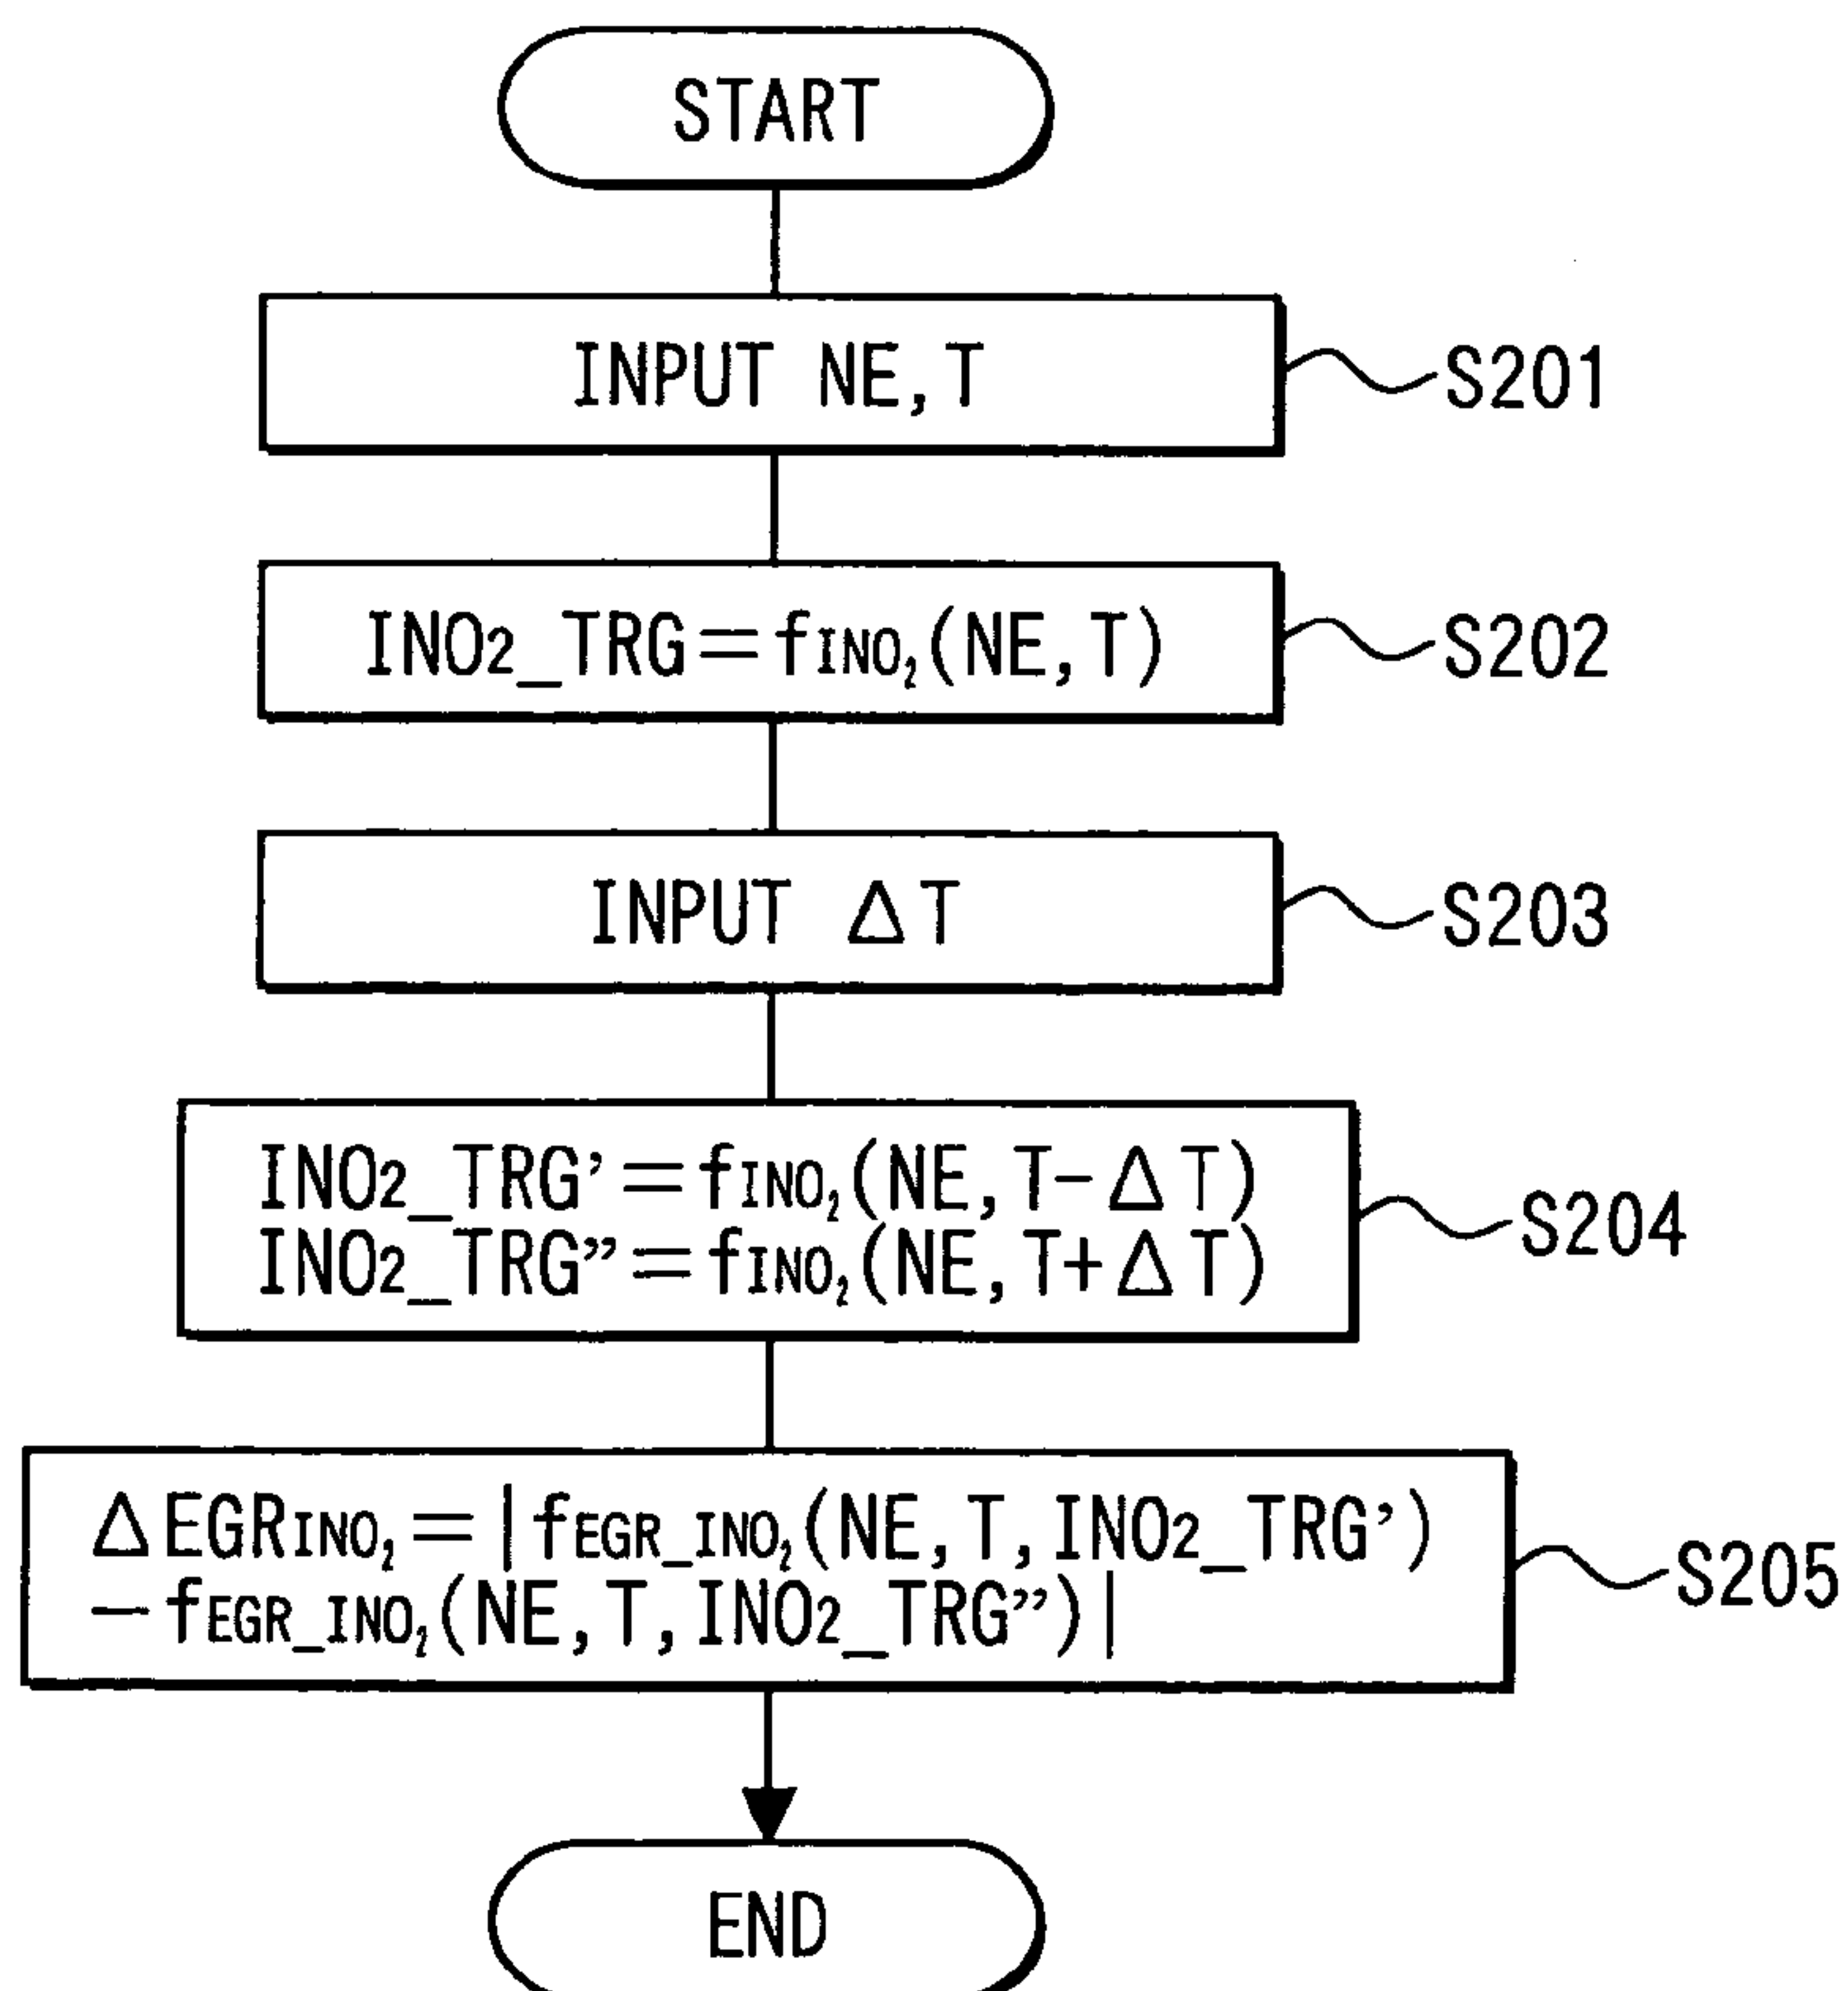 START
INPUT NE,T
S201
INO2_TRG=fINO2(NE,T)
S202
INPUT ΔT
S203
INO2_TRG'=fINO2(NE,T-ΔT)
INO2_TRG”=fINO2(NE,T+ΔT)
S204
ΔEGRINO2=|fEGR_INO2(NE,T,INO2_TRG')
-fEGR_INO2(NE,T,INO2_TRG”)|
S205
END